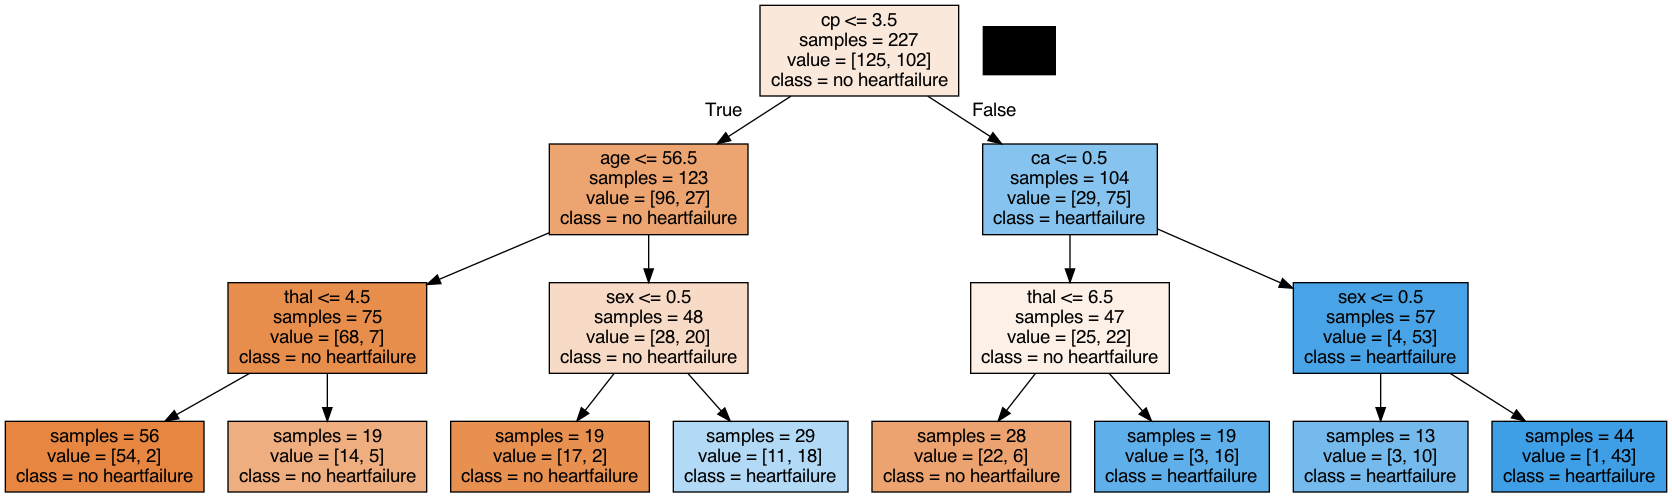 cp <= 3.5
samples = 227
value = [125, 102]
class = no heartfailure
True
False
age <= 56.5
samples = 123
value = [96, 27]
class = no heartfailure
ca <= 0.5
samples = 104
value = [29, 75]
class = heartfailure
thal <= 4.5
samples = 75
value = [68, 7]
class = no heartfailure
sex <= 0.5
samples = 48
value = [28, 20]
class = no heartfailure
thal <= 6.5
samples = 47
value = [25, 22]
class = no heartfailure
sex <= 0.5
samples = 57
value = [4, 53]
class = heartfailure
samples = 56
value = [54, 2]
class = no heartfailure
samples = 19
value = [14, 5]
class = no heartfailure
samples = 19
value = [17, 2]
class = no heartfailure
samples = 29
value = [11, 18]
class = heartfailure
samples = 28
value = [22, 6]
class = no heartfailure
samples = 19
value = [3, 16]
class = heartfailure
samples = 13
value = [3, 10]
class = heartfailure
samples = 44
value = [1, 43]
class = heartfailure